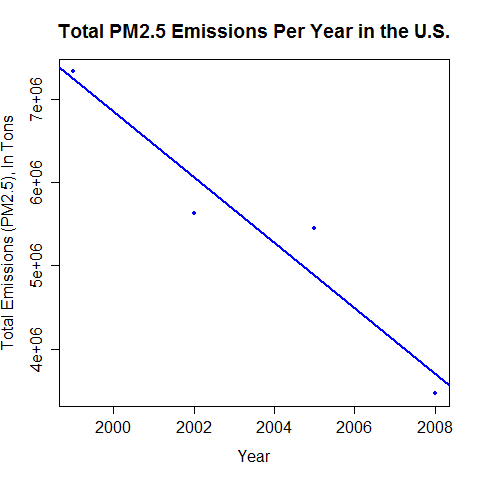 Total PM2.5 Emissions Per Year in the U.S.
Total Emissions (PM2.5), In Tons
7e+06
6e+06
5e+06
4e+06
2000 2002 2004 2006 2008
Year